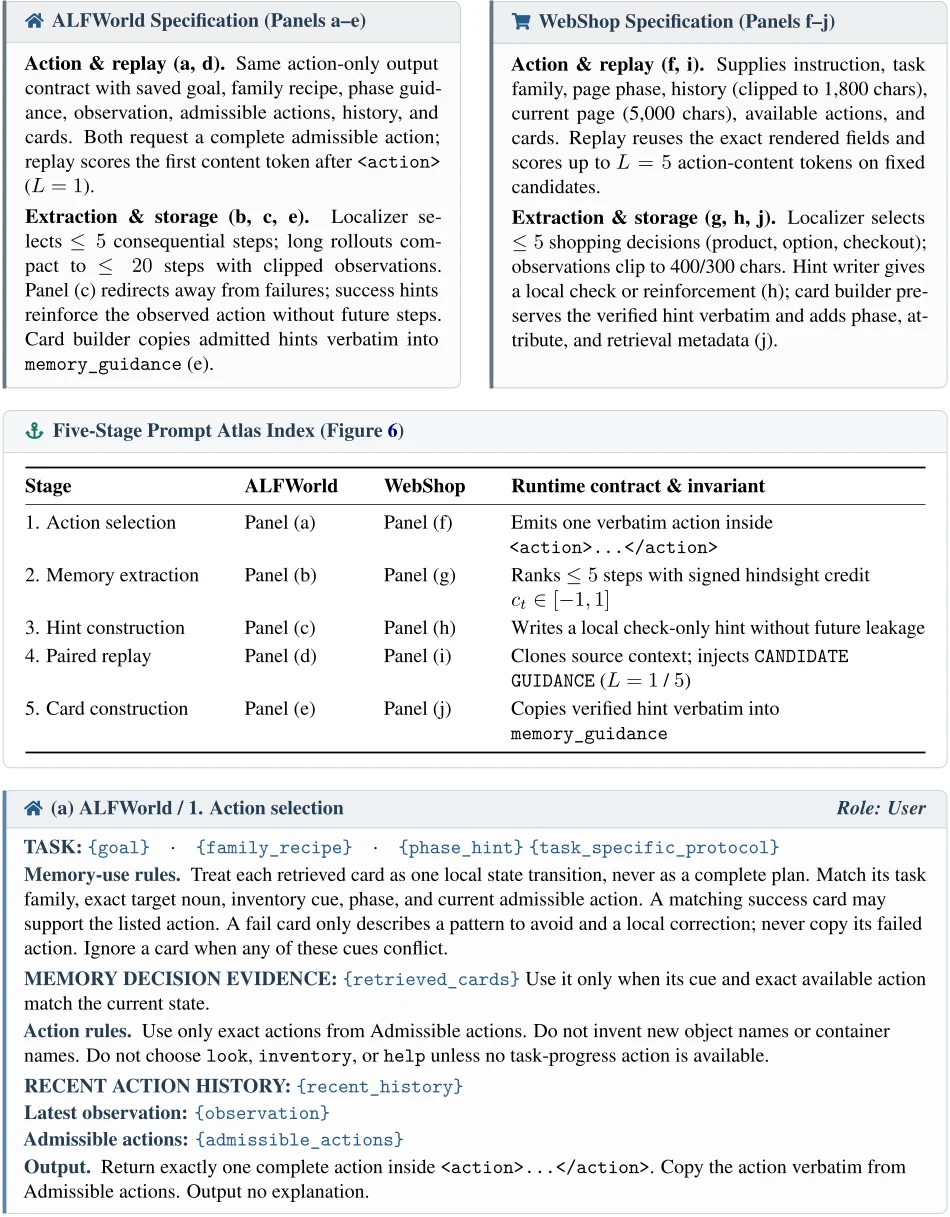 ALFWorld Specification (Panels a–e)
Action & replay (a, d). Same action-only output
contract with saved goal, family recipe, phase guid-
ance, observation, admissible actions, history, and
cards. Both request a complete admissible action;
replay scores the first content token after <action>
(L = 1).
Extraction & storage (b, c, e). Localizer se-
lects ≤ 5 consequential steps; long rollouts com-
pact to ≤ 20 steps with clipped observations.
Panel (c) redirects away from failures; success hints
reinforce the observed action without future steps.
Card builder copies admitted hints verbatim into
memory_guidance (e).
WebShop Specification (Panels f–j)
Action & replay (f, i). Supplies instruction, task
family, page phase, history (clipped to 1,800 chars),
current page (5,000 chars), available actions, and
cards. Replay reuses the exact rendered fields and
scores up to L = 5 action-content tokens on fixed
candidates.
Extraction & storage (g, h, j). Localizer selects
≤ 5 shopping decisions (product, option, checkout);
observations clip to 400/300 chars. Hint writer gives
a local check or reinforcement (h); card builder pre-
serves the verified hint verbatim and adds phase, at-
tribute, and retrieval metadata (j).
Five-Stage Prompt Atlas Index (Figure 6)
Stage ALFWorld WebShop Runtime contract & invariant
1. Action selection Panel (a) Panel (f) Emits one verbatim action inside
<action>...</action>
2. Memory extraction Panel (b) Panel (g) Ranks ≤ 5 steps with signed hindsight credit
c_t ∈ [−1, 1]
3. Hint construction Panel (c) Panel (h) Writes a local check-only hint without future leakage
4. Paired replay Panel (d) Panel (i) Clones source context; injects CANDIDATE
GUIDANCE (L = 1 / 5)
5. Card construction Panel (e) Panel (j) Copies verified hint verbatim into
memory_guidance
(a) ALFWorld / 1. Action selection Role: User
TASK: {goal} · {family_recipe} · {phase_hint} {task_specific_protocol}
Memory-use rules. Treat each retrieved card as one local state transition, never as a complete plan. Match its task
family, exact target noun, inventory cue, phase, and current admissible action. A matching success card may
support the listed action. A fail card only describes a pattern to avoid and a local correction; never copy its failed
action. Ignore a card when any of these cues conflict.
MEMORY DECISION EVIDENCE: {retrieved_cards} Use it only when its cue and exact available action
match the current state.
Action rules. Use only exact actions from Admissible actions. Do not invent new object names or container
names. Do not choose look, inventory, or help unless no task-progress action is available.
RECENT ACTION HISTORY: {recent_history}
Latest observation: {observation}
Admissible actions: {admissible_actions}
Output. Return exactly one complete action inside <action>...</action>. Copy the action verbatim from
Admissible actions. Output no explanation.